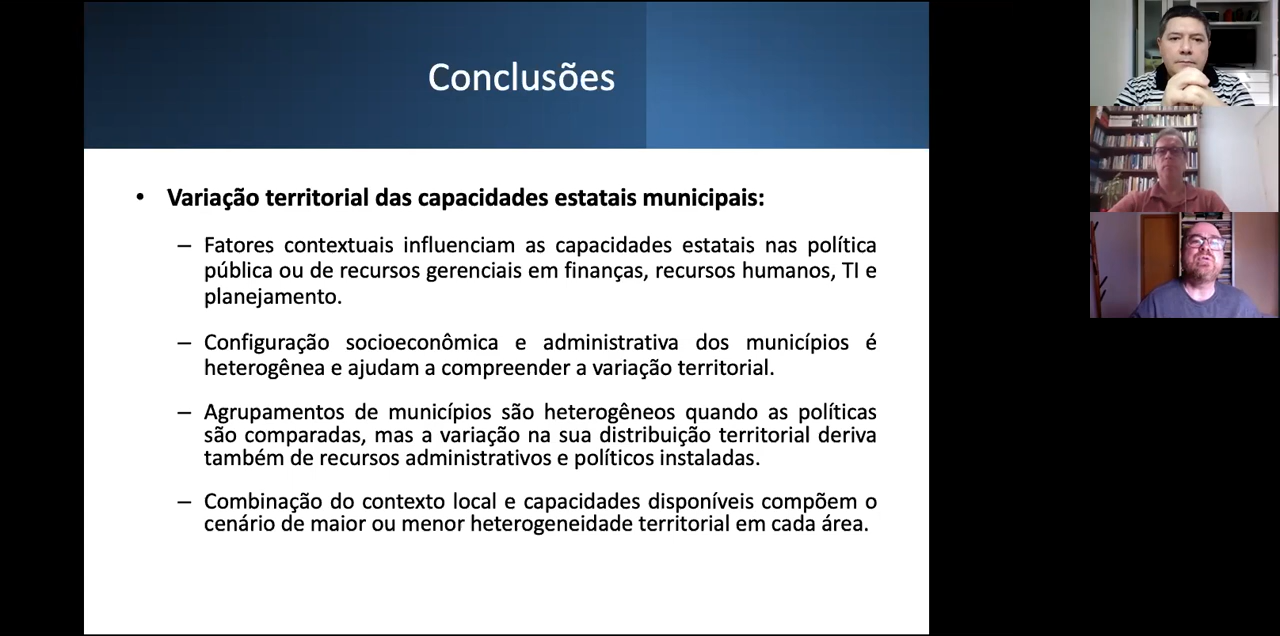 Conclusões
• Variação territorial das capacidades estatais municipais:
– Fatores contextuais influenciam as capacidades estatais nas política
pública ou de recursos gerenciais em finanças, recursos humanos, TI e
planejamento.
– Configuração socioeconômica e administrativa dos municípios é
heterogênea e ajudam a compreender a variação territorial.
– Agrupamentos de municípios são heterogêneos quando as políticas
são comparadas, mas a variação na sua distribuição territorial deriva
também de recursos administrativos e políticos instaladas.
– Combinação do contexto local e capacidades disponíveis compõem o
cenário de maior ou menor heterogeneidade territorial em cada área.